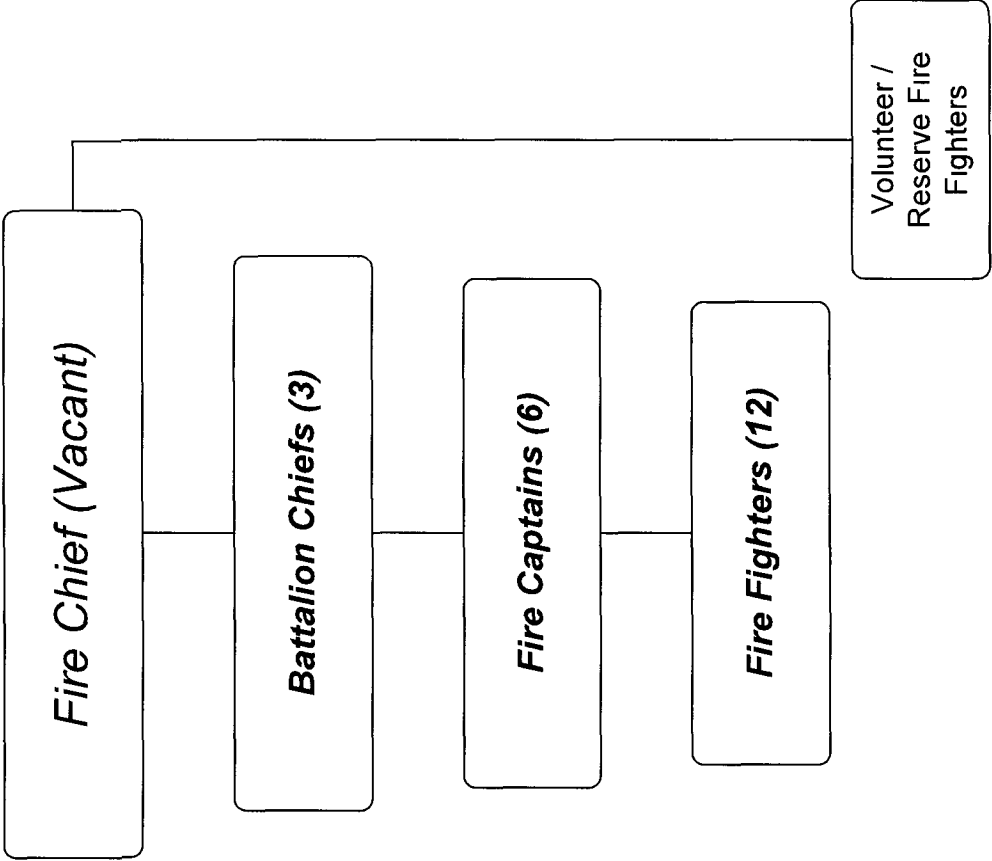 Fire Chief (Vacant)
Battalion Chiefs (3)
Fire Captains (6)
Fire Fighters (12)
Volunteer /
Reserve Fire
Fighters